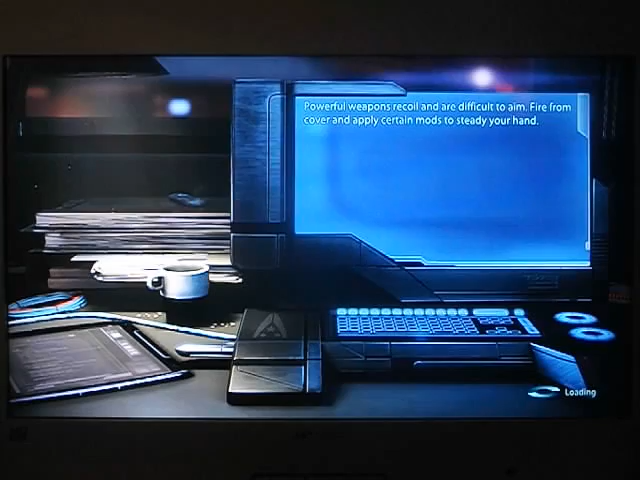 Powerful weapons recoil and are difficult to aim. Fire from
cover and apply certain mods to steady your hand.
Loading